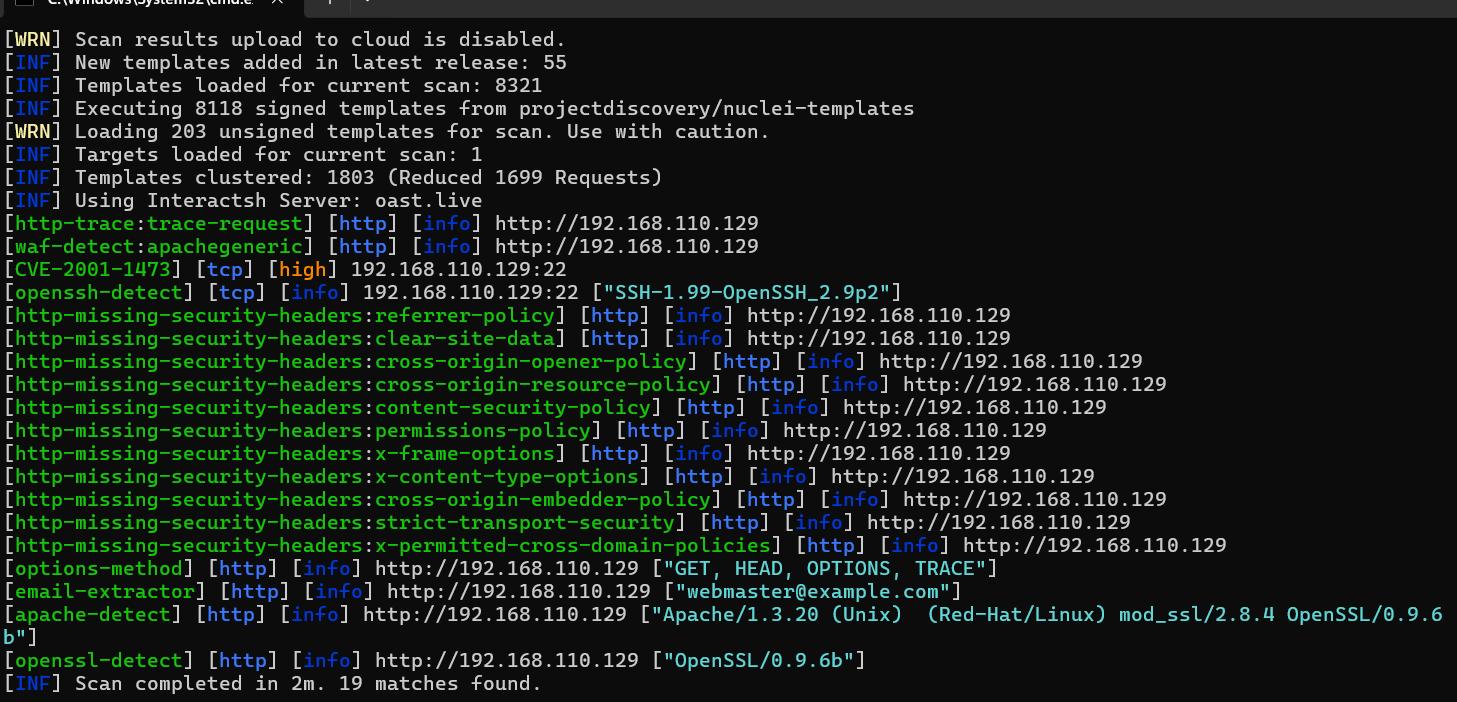 C:\Windows\System32\cmd.e
[WRN] Scan results upload to cloud is disabled.
[INF] New templates added in latest release: 55
[INF] Templates loaded for current scan: 8321
[INF] Executing 8118 signed templates from projectdiscovery/nuclei-templates
[WRN] Loading 203 unsigned templates for scan. Use with caution.
[INF] Targets loaded for current scan: 1
[INF] Templates clustered: 1803 (Reduced 1699 Requests)
[INF] Using Interactsh Server: oast.live
[http-trace:trace-request] [http] [info] http://192.168.110.129
[waf-detect:apachegeneric] [http] [info] http://192.168.110.129
[CVE-2001-1473] [tcp] [high] 192.168.110.129:22
[openssh-detect] [tcp] [info] 192.168.110.129:22 ["SSH-1.99-OpenSSH_2.9p2"]
[http-missing-security-headers:referrer-policy] [http] [info] http://192.168.110.129
[http-missing-security-headers:clear-site-data] [http] [info] http://192.168.110.129
[http-missing-security-headers:cross-origin-opener-policy] [http] [info] http://192.168.110.129
[http-missing-security-headers:cross-origin-resource-policy] [http] [info] http://192.168.110.129
[http-missing-security-headers:content-security-policy] [http] [info] http://192.168.110.129
[http-missing-security-headers:permissions-policy] [http] [info] http://192.168.110.129
[http-missing-security-headers:x-frame-options] [http] [info] http://192.168.110.129
[http-missing-security-headers:x-content-type-options] [http] [info] http://192.168.110.129
[http-missing-security-headers:cross-origin-embedder-policy] [http] [info] http://192.168.110.129
[http-missing-security-headers:strict-transport-security] [http] [info] http://192.168.110.129
[http-missing-security-headers:x-permitted-cross-domain-policies] [http] [info] http://192.168.110.129
[options-method] [http] [info] http://192.168.110.129 ["GET, HEAD, OPTIONS, TRACE"]
[email-extractor] [http] [info] http://192.168.110.129 ["webmaster@example.com"]
[apache-detect] [http] [info] http://192.168.110.129 ["Apache/1.3.20 (Unix)  (Red-Hat/Linux) mod_ssl/2.8.4 OpenSSL/0.9.6
b"]
[openssl-detect] [http] [info] http://192.168.110.129 ["OpenSSL/0.9.6b"]
[INF] Scan completed in 2m. 19 matches found.